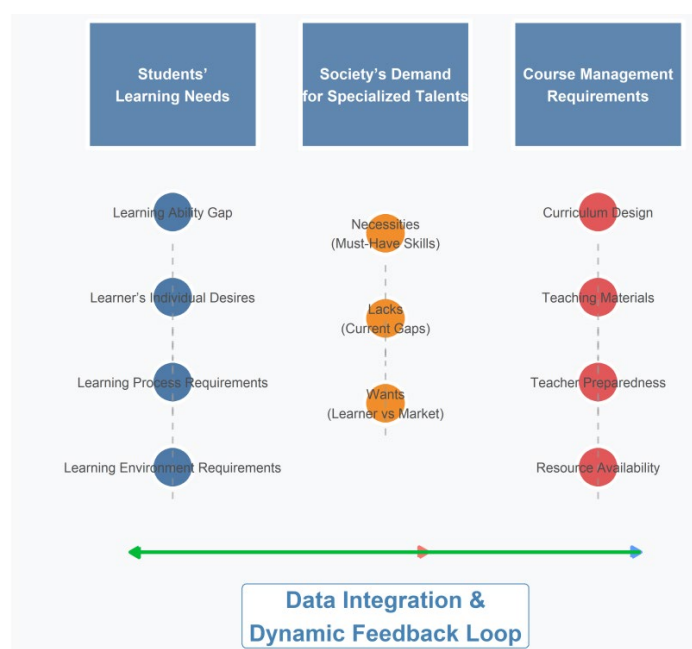 Students’
Learning Needs
Society’s Demand
for Specialized Talents
Course Management
Requirements
Learning Ability Gap
Learner’s Individual Desires
Learning Process Requirements
Learning Environment Requirements
Necessities
(Must-Have Skills)
Lacks
(Current Gaps)
Wants
(Learner vs Market)
Curriculum Design
Teaching Materials
Teacher Preparedness
Resource Availability
Data Integration &
Dynamic Feedback Loop